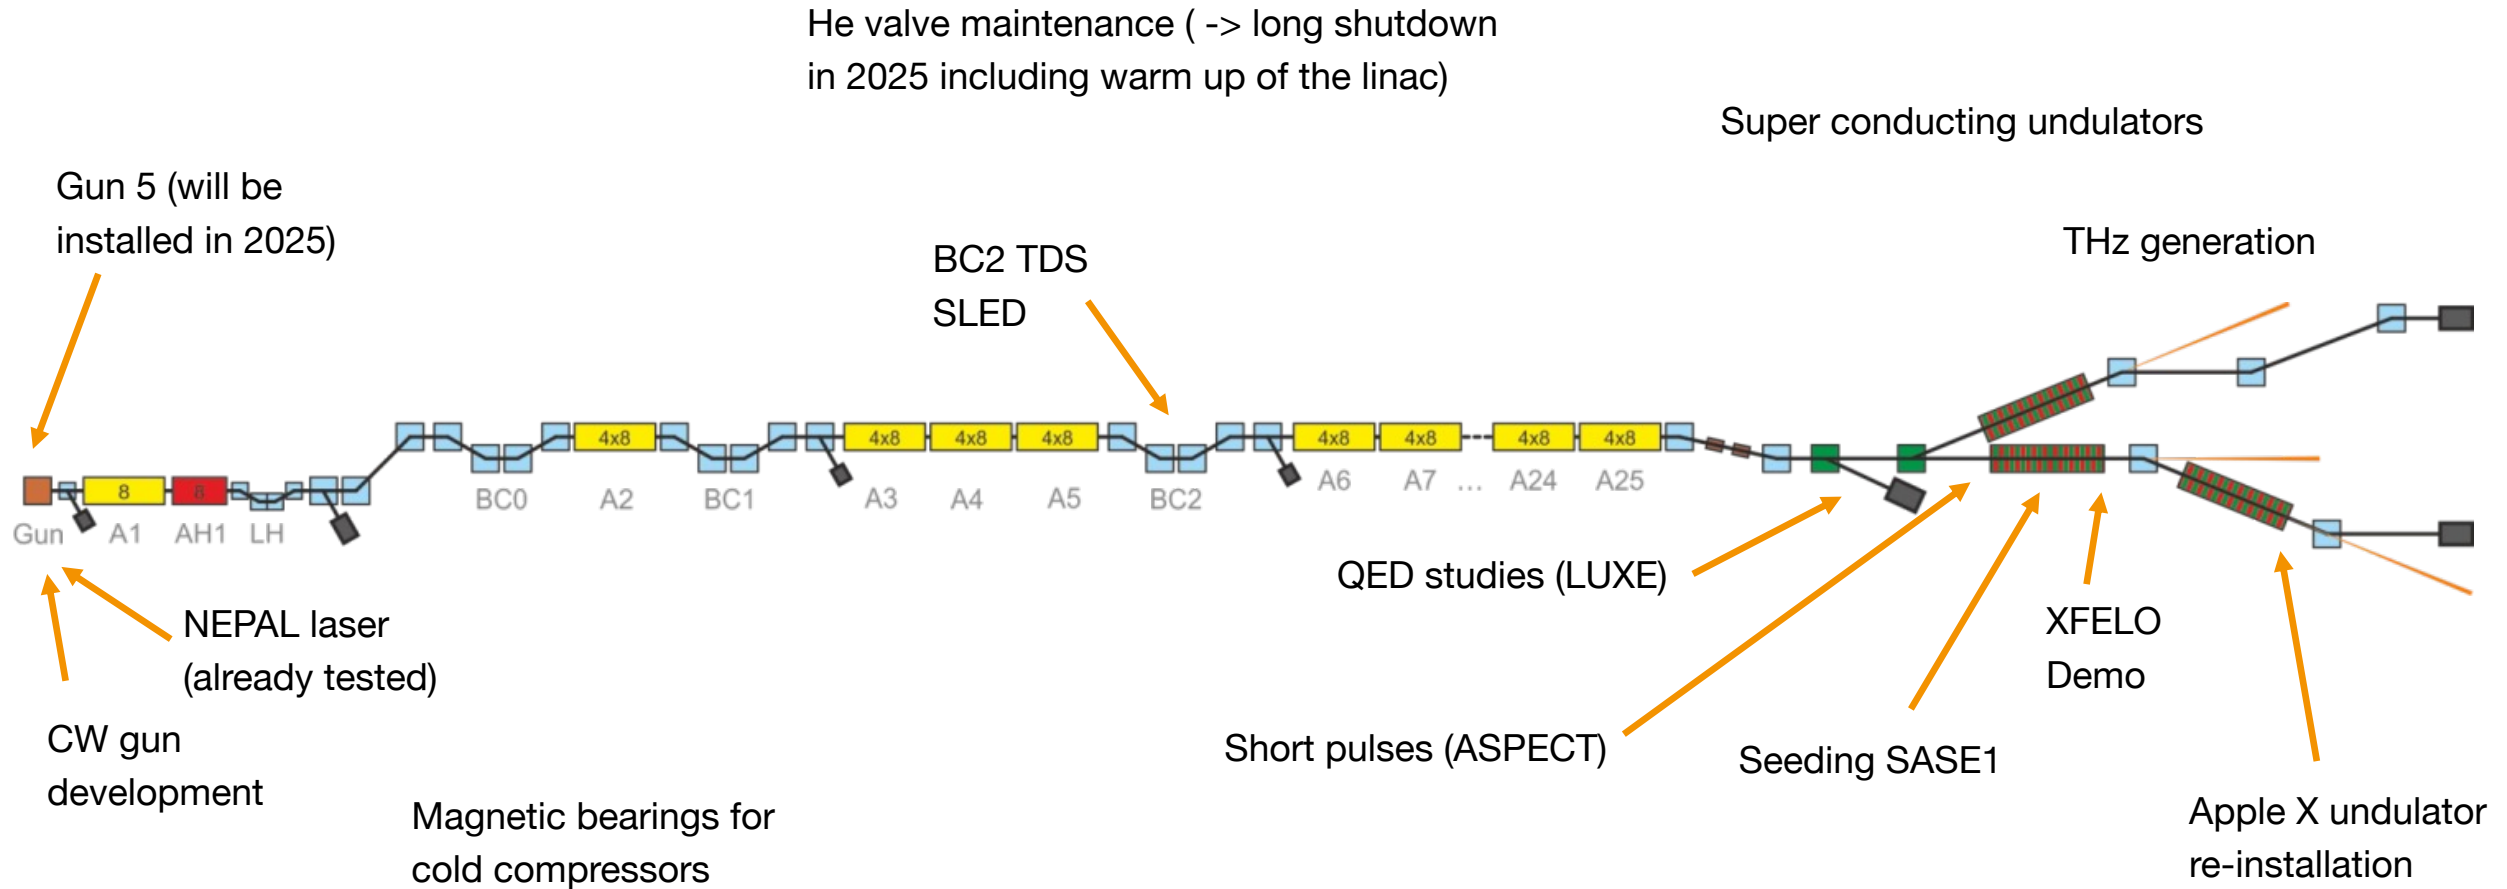 He valve maintenance ( -> long shutdown
in 2025 including warm up of the linac)
Super conducting undulators
Gun 5 (will be
installed in 2025)
THz generation
BC2 TDS
SLED
4x8
4x8
4x8
4x8
4x8
4x8
4x8
4x8
8
8
BC0
A2
BC1
A3
A4
A5
BC2
A6
A7
...
A24
A25
Gun
A1
AH1
LH
QED studies (LUXE)
NEPAL laser
(already tested)
XFELO
Demo
CW gun
development
Short pulses (ASPECT)
Seeding SASE1
Magnetic bearings for
cold compressors
Apple X undulator
re-installation